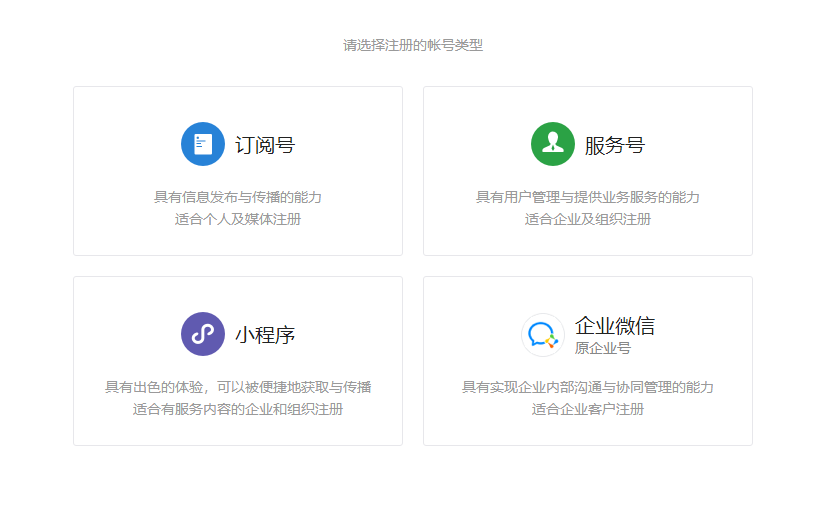 请选择注册的帐号类型
订阅号
具有信息发布与传播的能力
适合个人及媒体注册
服务号
具有用户管理与提供业务服务的能力
适合企业及组织注册
小程序
具有出色的体验，可以被便捷地获取与传播
适合有服务内容的企业和组织注册
企业微信
原企业号
具有实现企业内部沟通与协同管理的能力
适合企业客户注册